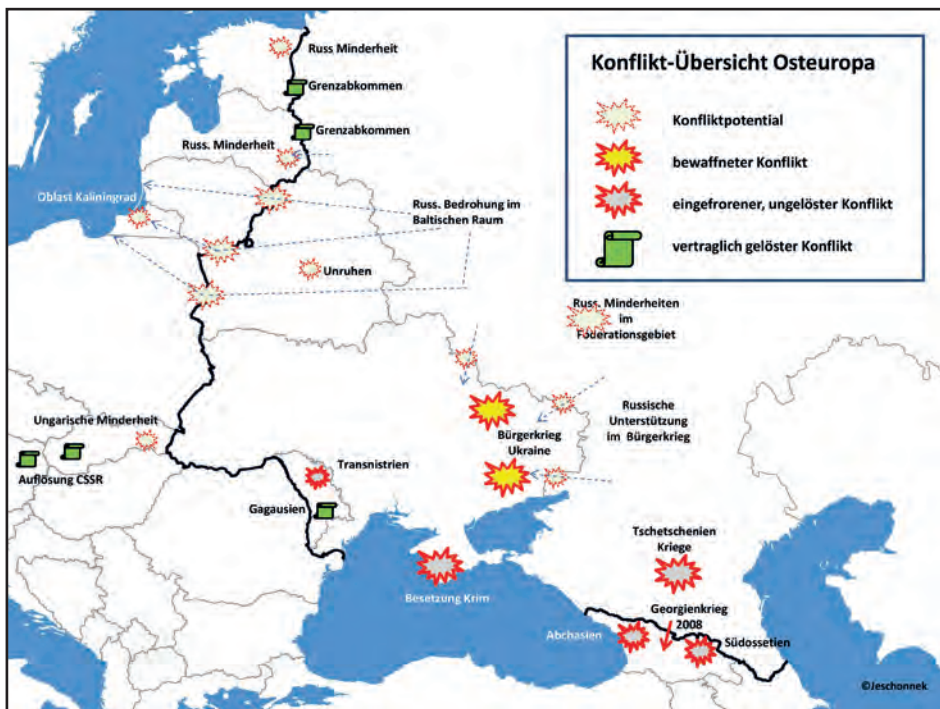 Konflikt-Übersicht Osteuropa
Konfliktpotential
bewaffneter Konflikt
eingefrorener, ungelöster Konflikt
vertraglich gelöster Konflikt
Russ Minderheit
Grenzabkommen
Grenzabkommen
Russ. Minderheit
Oblast Kaliningrad
Russ. Bedrohung im
Baltischen Raum
Unruhen
Russ. Minderheiten
im
Föderationsgebiet
Ungarische Minderheit
Auflösung CSSR
Transnistrien
Gagausien
Bürgerkrieg
Ukraine
Russische
Unterstützung
im Bürgerkrieg
Besetzung Krim
Tschetschenien
Kriege
Georgienkrieg
2008
Abchasien
Südossetien
©Jeschonnek